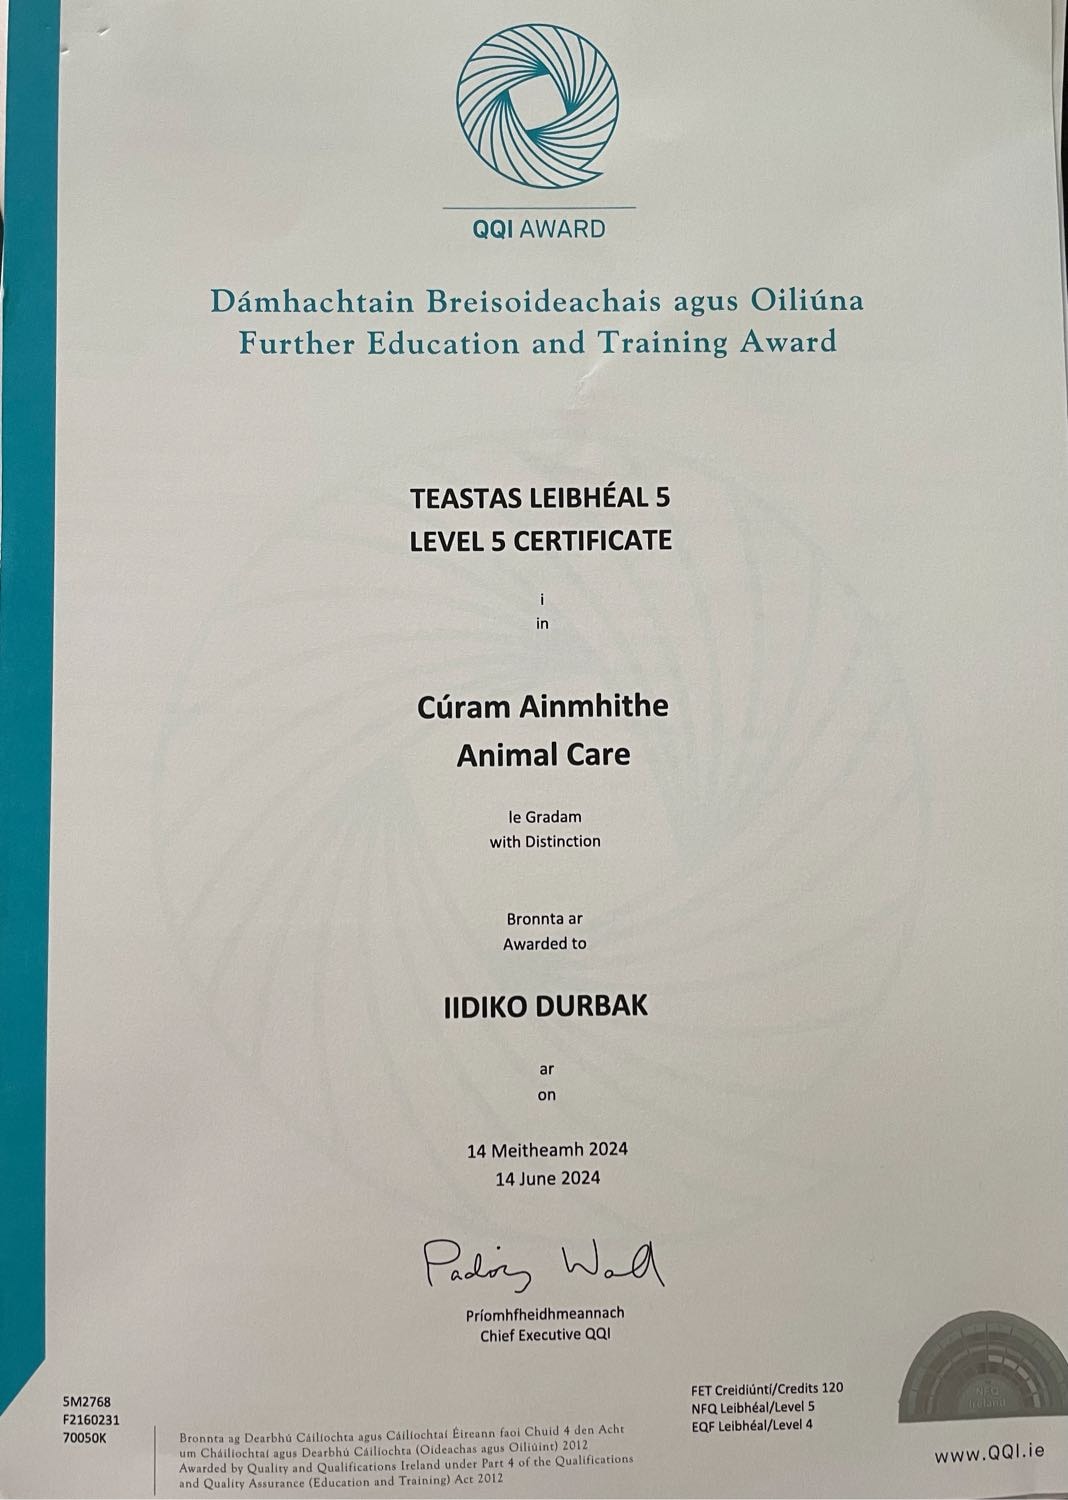 QQI AWARD
Dámhachtain Breisoideachais agus Oiliúna
Further Education and Training Award
TEASTAS LEIBHÉAL 5
LEVEL 5 CERTIFICATE
i
in
Cúram Ainmhithe
Animal Care
le Gradam
with Distinction
Bronnta ar
Awarded to
IIDIKO DURBAK
ar
on
14 Meitheamh 2024
14 June 2024
Príomhfheidhmeannach
Chief Executive QQI
5M2768
F2160231
70050K
Bronnta ag Dearbhú Cáilíochta agus Cáilíochtaí Éireann faoi Chuid 4 den Acht
um Cháilíochtaí agus Dearbhú Cáilíochta (Oideachas agus Oiliúint) 2012
Awarded by Quality and Qualifications Ireland under Part 4 of the Qualifications
and Quality Assurance (Education and Training) Act 2012
FET Creidiúntí/Credits 120
NFQ Leibhéal/Level 5
EQF Leibhéal/Level 4
NFQ
Ireland
www.QQI.ie